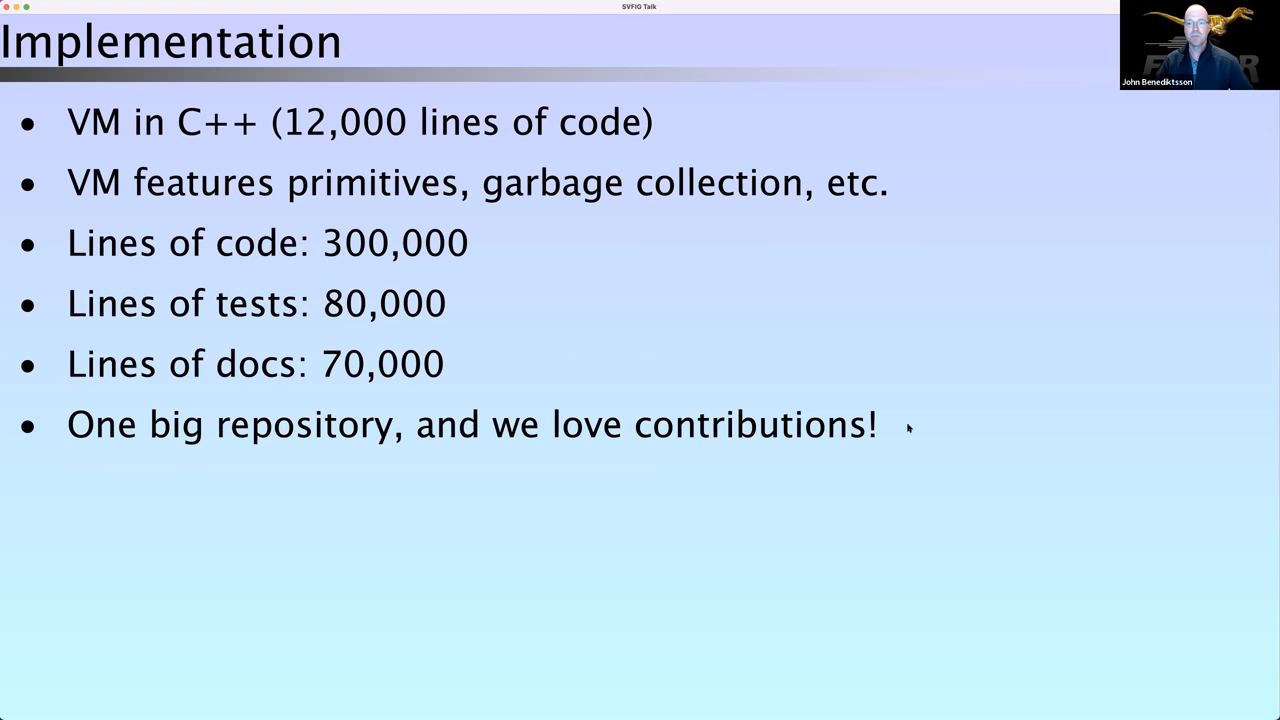 SVFIG Talk
Implementation
• VM in C++ (12,000 lines of code)
• VM features primitives, garbage collection, etc.
• Lines of code: 300,000
• Lines of tests: 80,000
• Lines of docs: 70,000
• One big repository, and we love contributions!
John Benediktsson